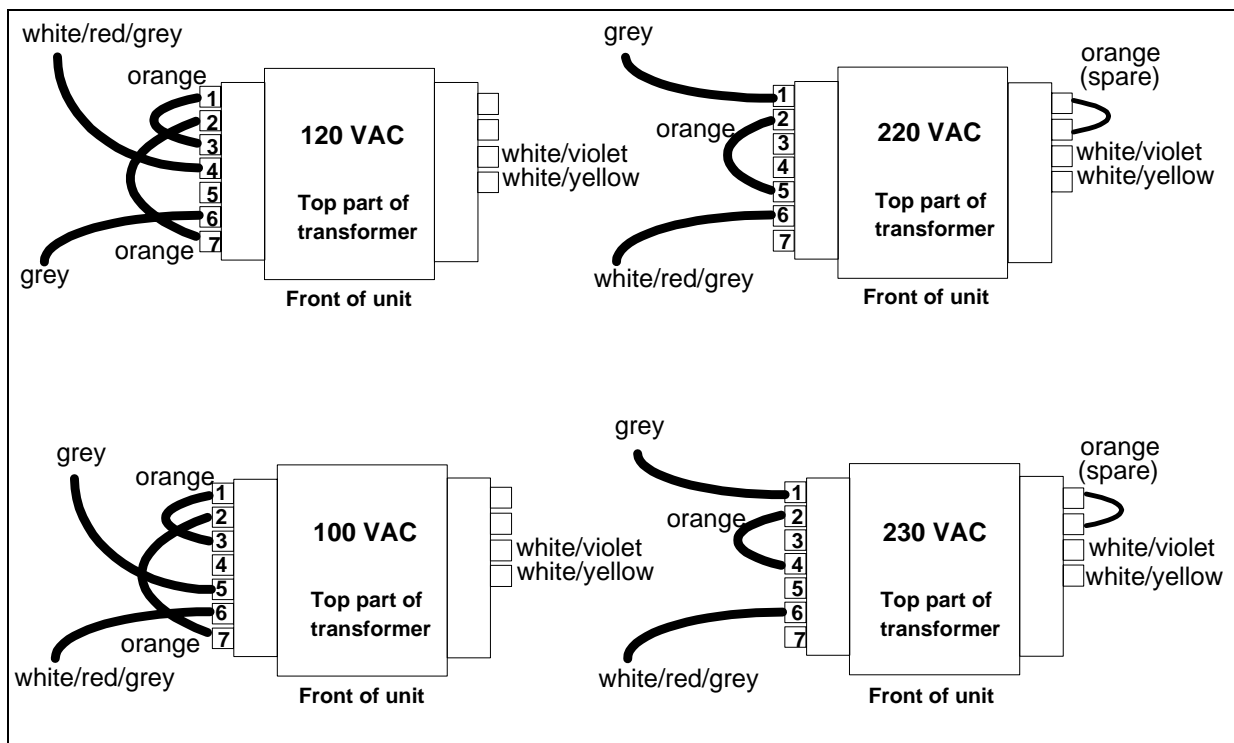 white/red/grey
orange
1
2
3
4
5
6
7
grey
orange
120 VAC
Top part of
transformer
white/violet
white/yellow
Front of unit
grey
orange
1
2
3
4
5
6
7
white/red/grey
220 VAC
Top part of
transformer
orange
(spare)
white/violet
white/yellow
Front of unit
grey
orange
1
2
3
4
5
6
7
orange
white/red/grey
100 VAC
Top part of
transformer
white/violet
white/yellow
Front of unit
grey
orange
1
2
3
4
5
6
7
white/red/grey
230 VAC
Top part of
transformer
orange
(spare)
white/violet
white/yellow
Front of unit